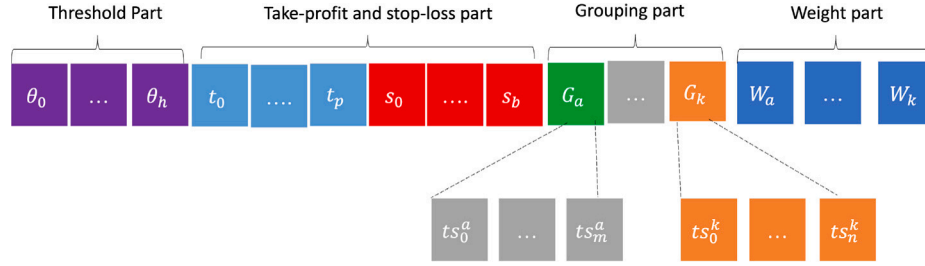 Threshold Part Take-profit and stop-loss part Grouping part Weight part
θ₀ ... θₕ t₀ .... tₚ s₀ .... s_b Gₐ ... Gₖ Wₐ ... Wₖ
ts₀ᵃ ... tsₘᵃ ts₀ᵏ ... tsₙᵏ